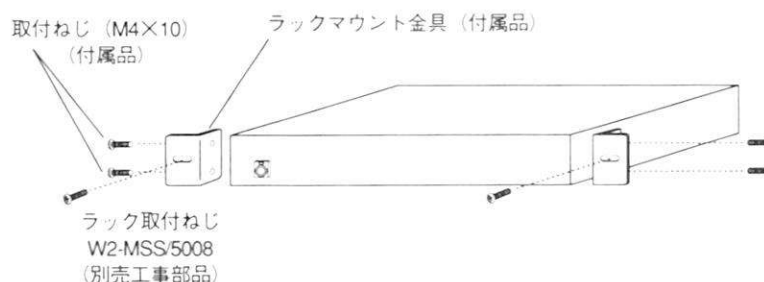 取付ねじ（M4×10）
（付属品）
ラックマウント金具（付属品）
ラック取付ねじ
W2-MSS/5008
（別売工事部品）